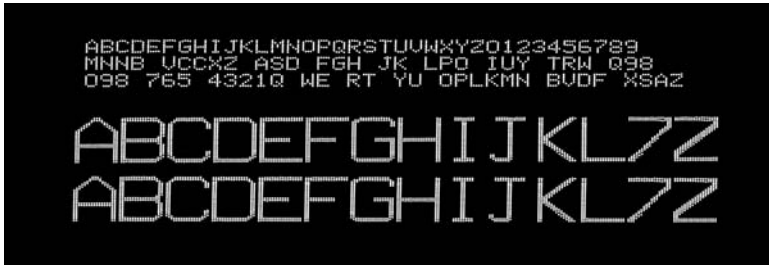 ABCDEFGHIJKLMNOPQRSTUVWXYZ0123456789
MNNB VCCXZ ASD FGH JK LPO IUY TRW Q98
098 765 4321Q WE RT YU OPLKMN BVDF XSAZ
ABCDEFGHIJKL7Z
ABCDEFGHIJKL7Z